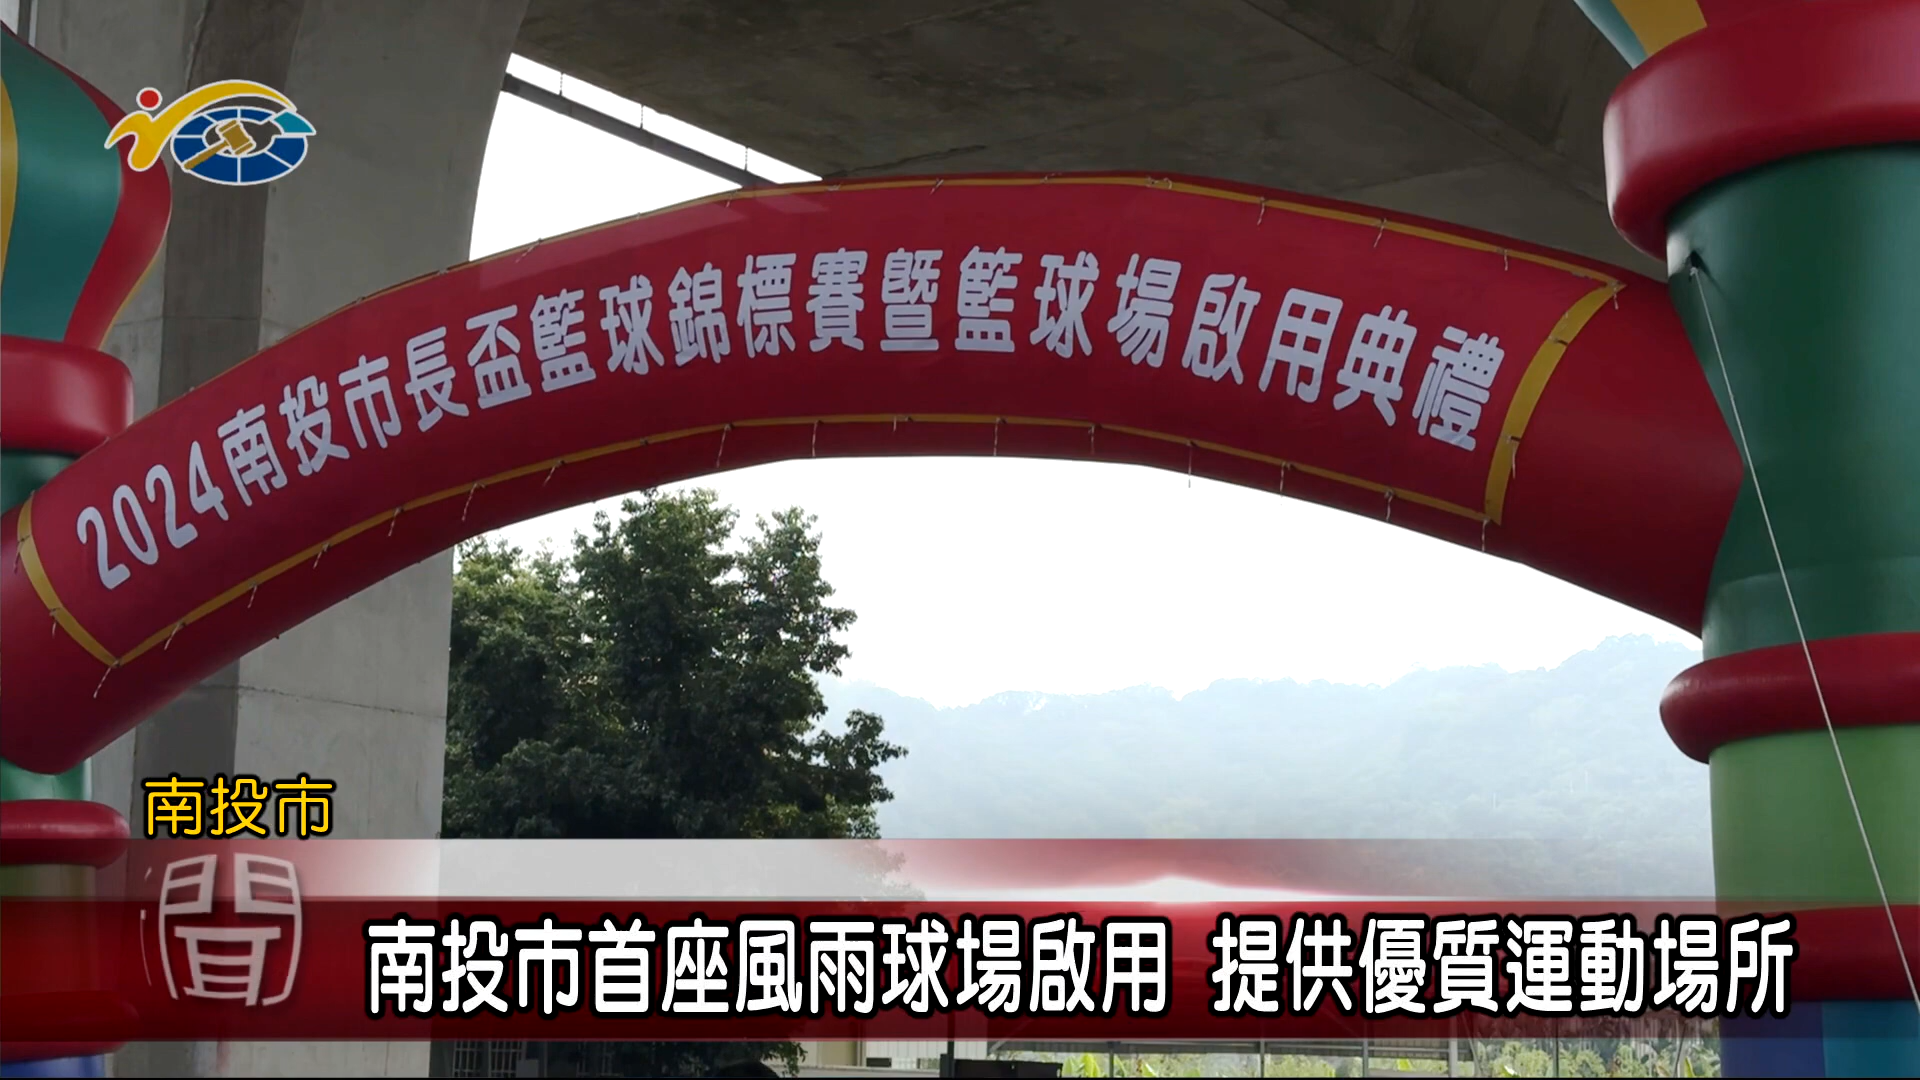 2024南投市長盃籃球錦標賽暨籃球場啟用典禮
南投市
聞
南投市首座風雨球場啟用 提供優質運動場所